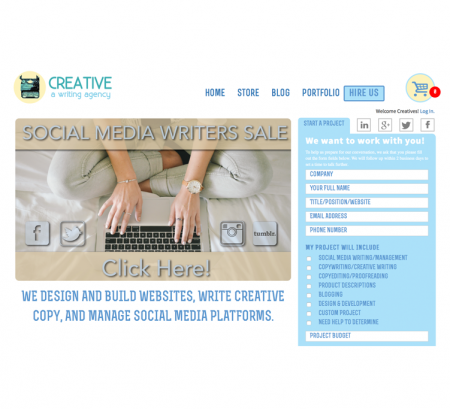 CREATIVE
a writing agency
HOME STORE BLOG PORTFOLIO HIRE US
Welcome Creatives! Log In.
START A PROJECT
SOCIAL MEDIA WRITERS SALE
We want to work with you!
COMPANY
YOUR FULL NAME
TITLE/POSITION/WEBSITE
EMAIL ADDRESS
PHONE NUMBER
tumblr.
Click Here!
MY PROJECT WILL INCLUDE
SOCIAL MEDIA WRITING/MANAGEMENT
COPYWRITING/CREATIVE WRITING
COPYEDITING/PROOFREADING
PRODUCT DESCRIPTIONS
BLOGGING
DESIGN & DEVELOPMENT
CUSTOM PROJECT
NEED HELP TO DETERMINE
PROJECT BUDGET
WE DESIGN AND BUILD WEBSITES, WRITE CREATIVE
COPY, AND MANAGE SOCIAL MEDIA PLATFORMS.